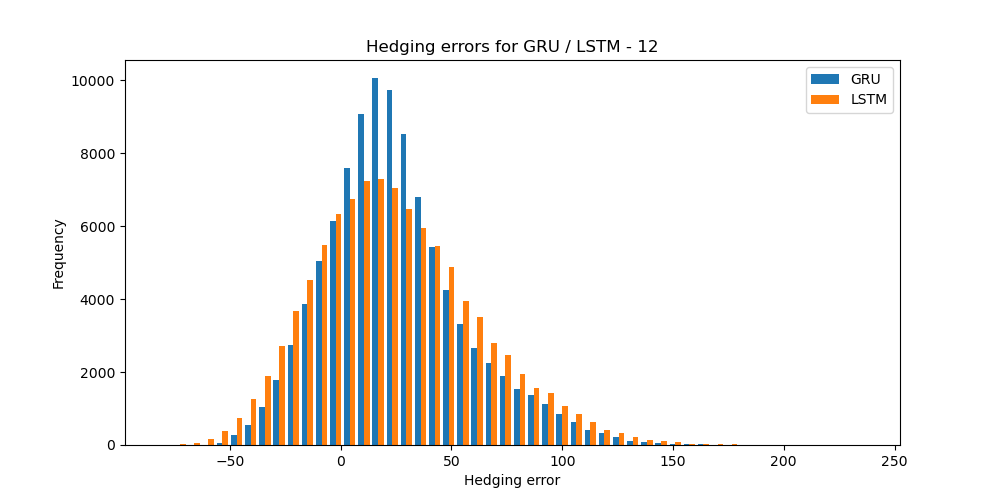 Hedging errors for GRU / LSTM - 12
GRU
LSTM
Frequency
10000
8000
6000
4000
2000
0
−50
0
50
100
150
200
250
Hedging error